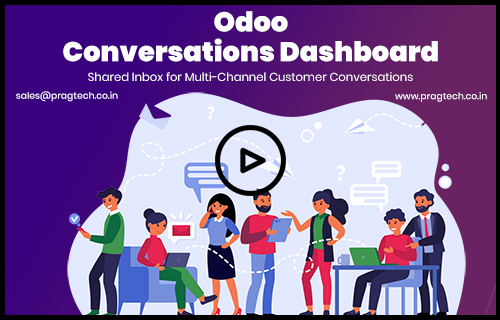 Odoo
Conversations Dashboard
Shared Inbox for Multi-Channel Customer Conversations
sales@pragtech.co.in
www.pragtech.co.in
?
?